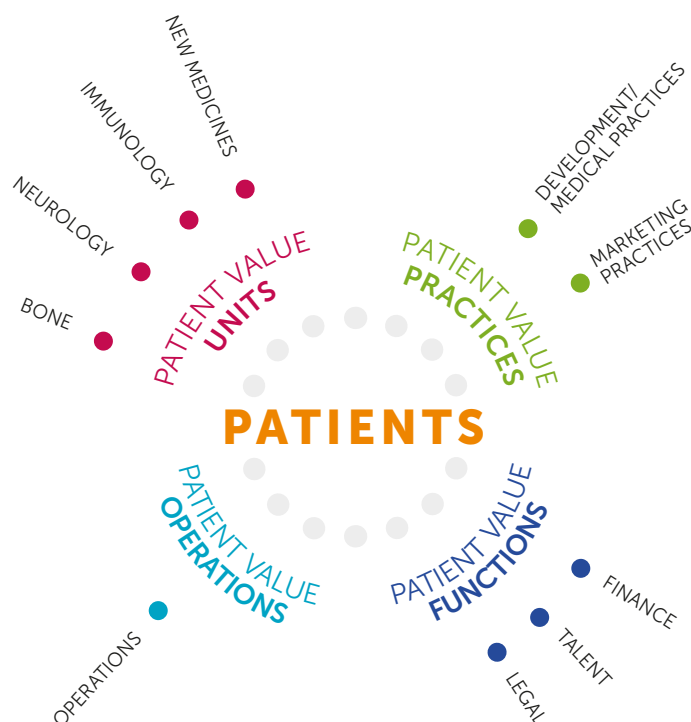 NEW MEDICINES
IMMUNOLOGY
NEUROLOGY
BONE
PATIENT VALUE
UNITS
DEVELOPMENT/
MEDICAL PRACTICES
MARKETING
PRACTICES
PATIENT VALUE
PRACTICES
PATIENTS
PATIENT VALUE
OPERATIONS
OPERATIONS
PATIENT VALUE
FUNCTIONS
FINANCE
TALENT
LEGAL